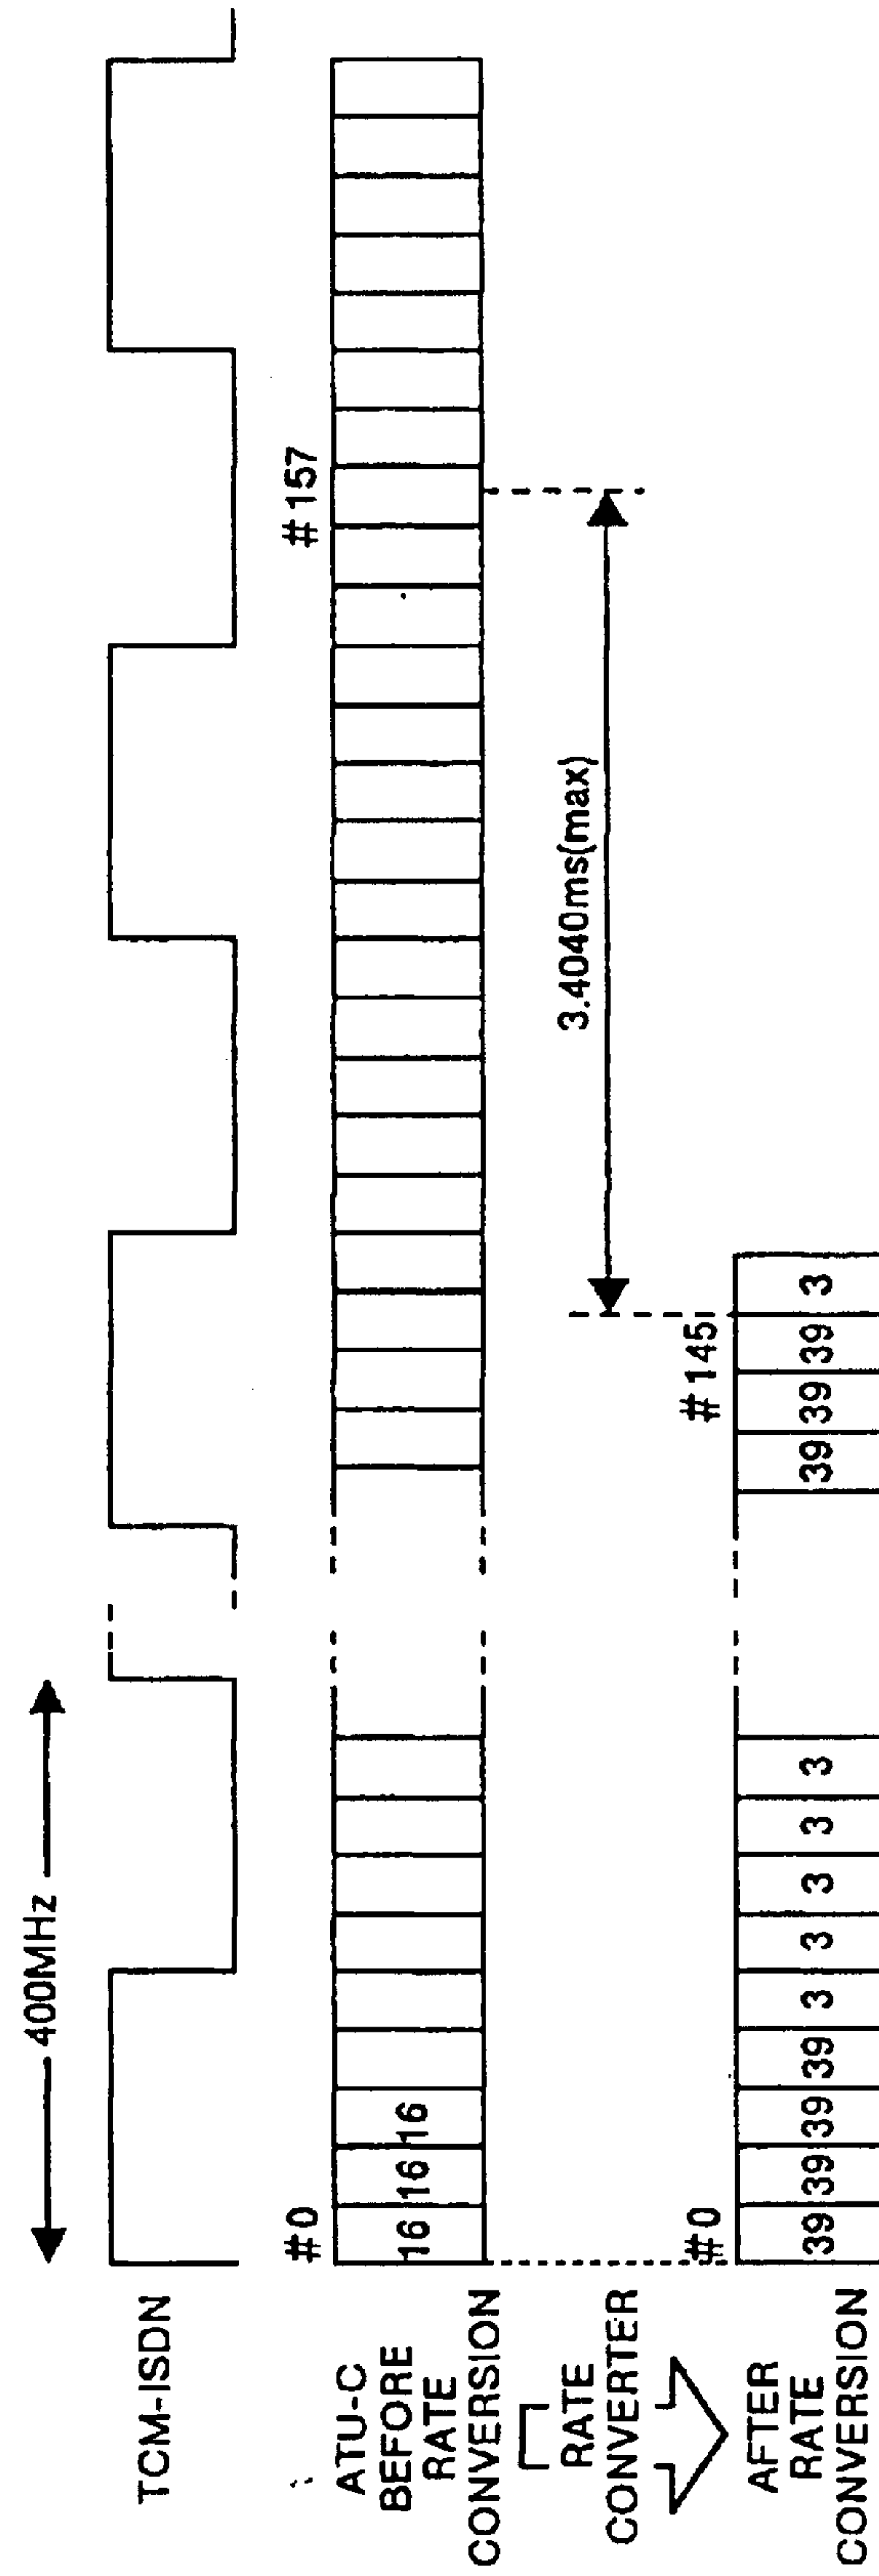 400MHz
TCM-ISDN
#0
#157
ATU-C
BEFORE
RATE
CONVERSION
16 16 16
3.4040ms(max)
RATE
CONVERTER
#0
#145
AFTER
RATE
CONVERSION
39 39 39 39 3 3 3 3 3
39 39 39 3